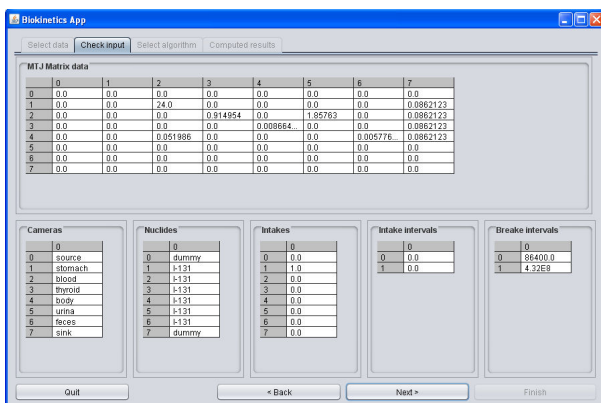 Biokinetics App
Select data Check input Select algorithm Computed results
MTJ Matrix data
0 1 2 3 4 5 6 7
0 0.0 0.0 0.0 0.0 0.0 0.0 0.0 0.0
1 0.0 0.0 24.0 0.0 0.0 0.0 0.0 0.0862123
2 0.0 0.0 0.0 0.914954 0.0 1.85763 0.0 0.0862123
3 0.0 0.0 0.0 0.0 0.008664... 0.0 0.0 0.0862123
4 0.0 0.0 0.051986 0.0 0.0 0.0 0.005776... 0.0862123
5 0.0 0.0 0.0 0.0 0.0 0.0 0.0 0.0
6 0.0 0.0 0.0 0.0 0.0 0.0 0.0 0.0
7 0.0 0.0 0.0 0.0 0.0 0.0 0.0 0.0
Cameras
0
0 source
1 stomach
2 blood
3 thyroid
4 body
5 urina
6 feces
7 sink
Nuclides
0
0 dummy
1 I-131
2 I-131
3 I-131
4 I-131
5 I-131
6 I-131
7 dummy
Intakes
0
0 0.0
1 1.0
2 0.0
3 0.0
4 0.0
5 0.0
6 0.0
7 0.0
Intake intervals
0
0 0.0
1 0.0
Breake intervals
0
0 86400.0
1 4.32E8
Quit < Back Next > Finish